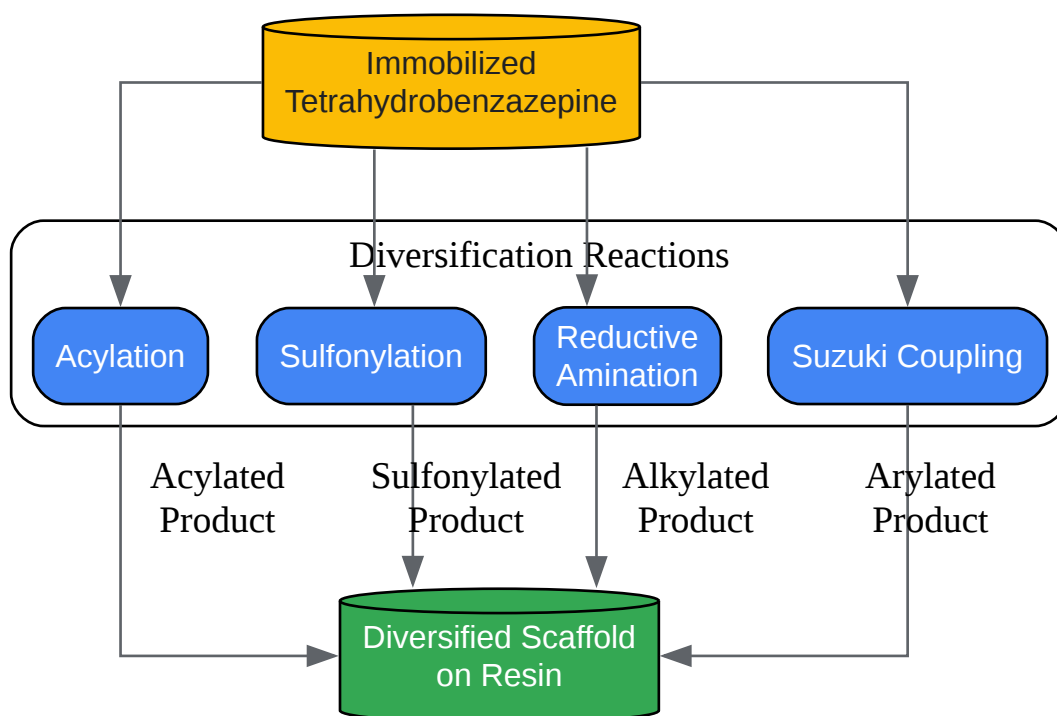 Immobilized
Tetrahydrobenzazepine
Diversification Reactions
Acylation
Sulfonylation
Reductive
Amination
Suzuki Coupling
Acylated
Product
Sulfonylated
Product
Alkylated
Product
Arylated
Product
Diversified Scaffold
on Resin